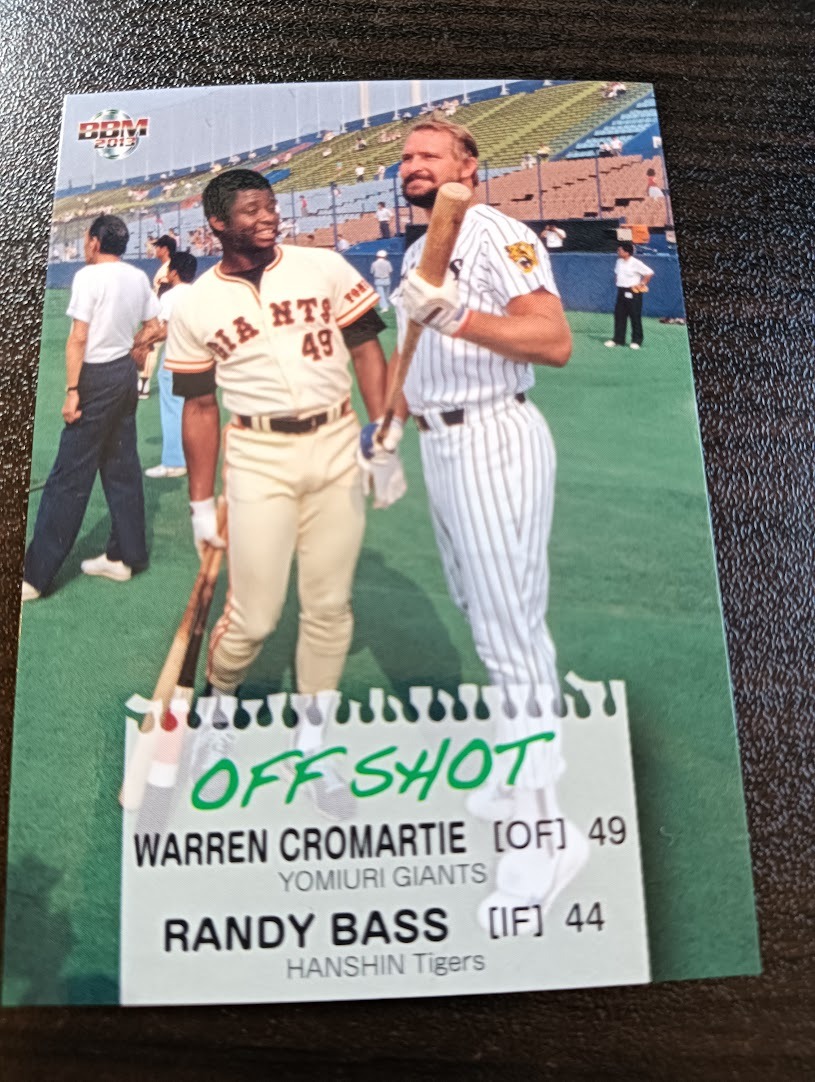 BBM
2013
GIANTS
49
OFF SHOT
WARREN CROMARTIE [OF] 49
YOMIURI GIANTS
RANDY BASS [IF] 44
HANSHIN Tigers